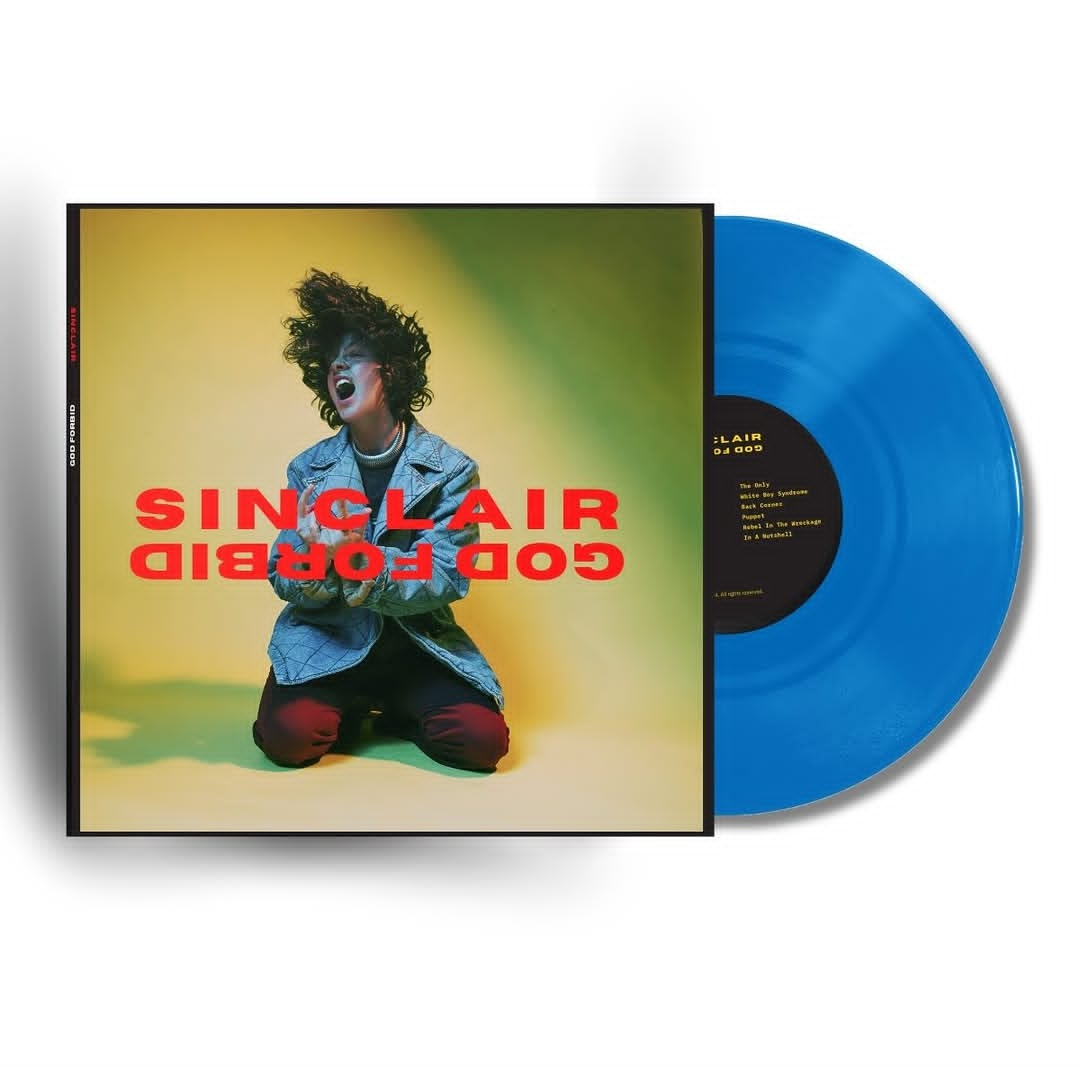 SINCLAIR
GOD FORBID
SINCLAIR
GOD FORBID
CLAIR
GOD FO
The Only
White Boy Syndrome
Back Corner
Puppet
Rebel In The Wreckage
In A Nutshell
All rights reserved.